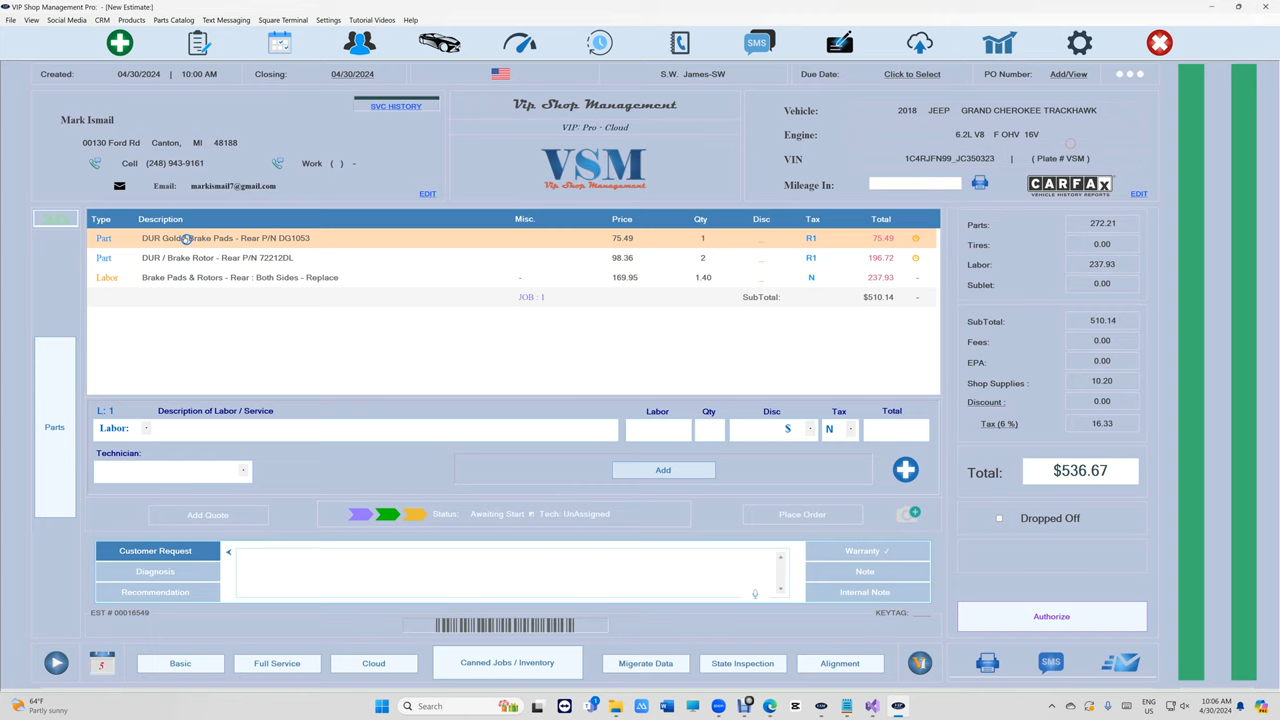 VIP Shop Management Pro: - [New Estimate:]
File View Social Media CRM Products Parts Catalog Text Messaging Square Terminal Settings Tutorial Videos Help
SMS
Created: 04/30/2024 | 10:00 AM Closing: 04/30/2024 S.W. James-SW Due Date: Click to Select PO Number: Add/View
SVC HISTORY
Mark Ismail
00130 Ford Rd Canton, MI 48188
Cell (248) 943-9161 Work ( ) -
Email: markismail7@gmail.com
EDIT
Vip Shop Management
VIP: Pro - Cloud
VSM
Vip Shop Management
Vehicle: 2018 JEEP GRAND CHEROKEE TRACKHAWK
Engine: 6.2L V8 F OHV 16V
VIN 1C4RJFN99_JC350323 | ( Plate # VSM )
Mileage In: CARFAX
VEHICLE HISTORY REPORTS
EDIT
Type Description Misc. Price Qty Disc Tax Total
Part DUR Gold / Brake Pads - Rear P/N DG1053 75.49 1 _ R1 75.49
Part DUR / Brake Rotor - Rear P/N 72212DL 98.36 2 _ R1 196.72
Labor Brake Pads & Rotors - Rear : Both Sides - Replace - 169.95 1.40 N 237.93 -
JOB : 1 SubTotal: $510.14 -
Parts
L: 1 Description of Labor / Service Labor Qty Disc Tax Total
Labor: $ N
Technician:
Add
Add Quote Status: Awaiting Start Tech: UnAssigned Place Order
Customer Request
Diagnosis
Recommendation
Warranty ✓
Note
Internal Note
EST # 00016549 KEYTAG: ____
Parts: 272.21
Tires: 0.00
Labor: 237.93
Sublet: 0.00
SubTotal: 510.14
Fees: 0.00
EPA: 0.00
Shop Supplies : 10.20
Discount : 0.00
Tax (6 %) 16.33
Total: $536.67
Dropped Off
Authorize
5 Basic Full Service Cloud Canned Jobs / Inventory Migerate Data State Inspection Alignment SMS
64°F
Partly sunny
Search
ENG
US
10:06 AM
4/30/2024